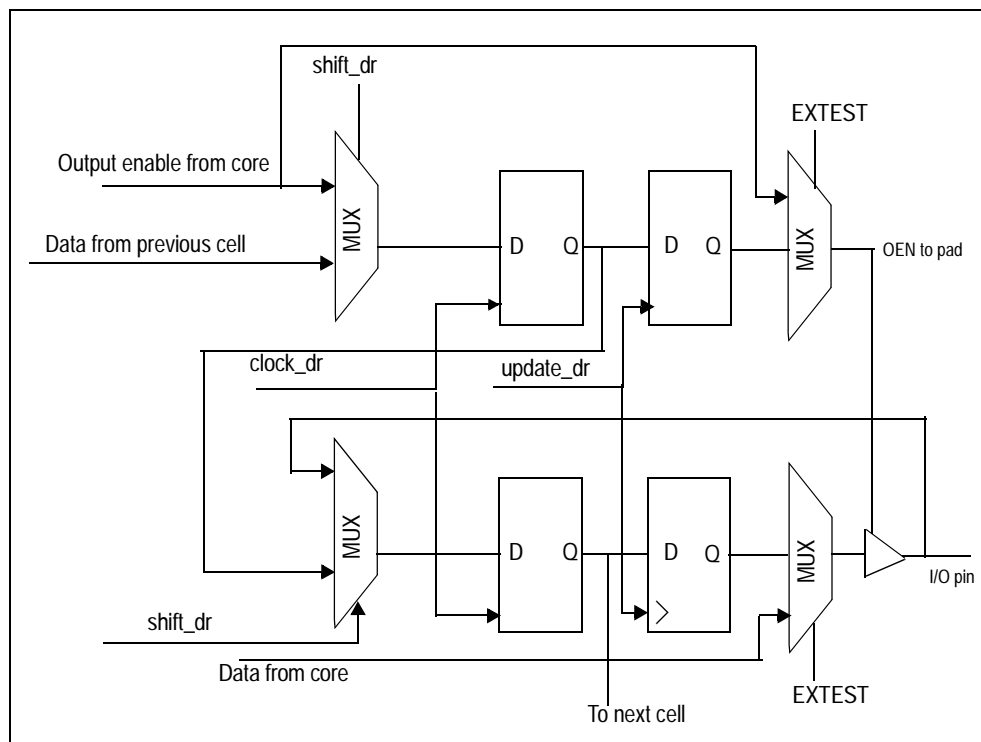 shift_dr
EXTEST
Output enable from core
MUX
MUX
Data from previous cell
D Q
D Q
OEN to pad
clock_dr
update_dr
MUX
MUX
D Q
D Q
I/O pin
shift_dr
Data from core
EXTEST
To next cell